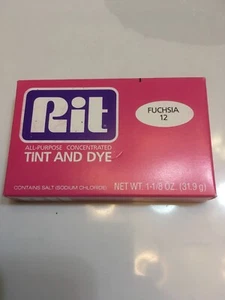 Rit
FUCHSIA
12
ALL-PURPOSE CONCENTRATED
TINT AND DYE
CONTAINS SALT (SODIUM CHLORIDE)
NET WT. 1-1/8 OZ. (31.9 g)